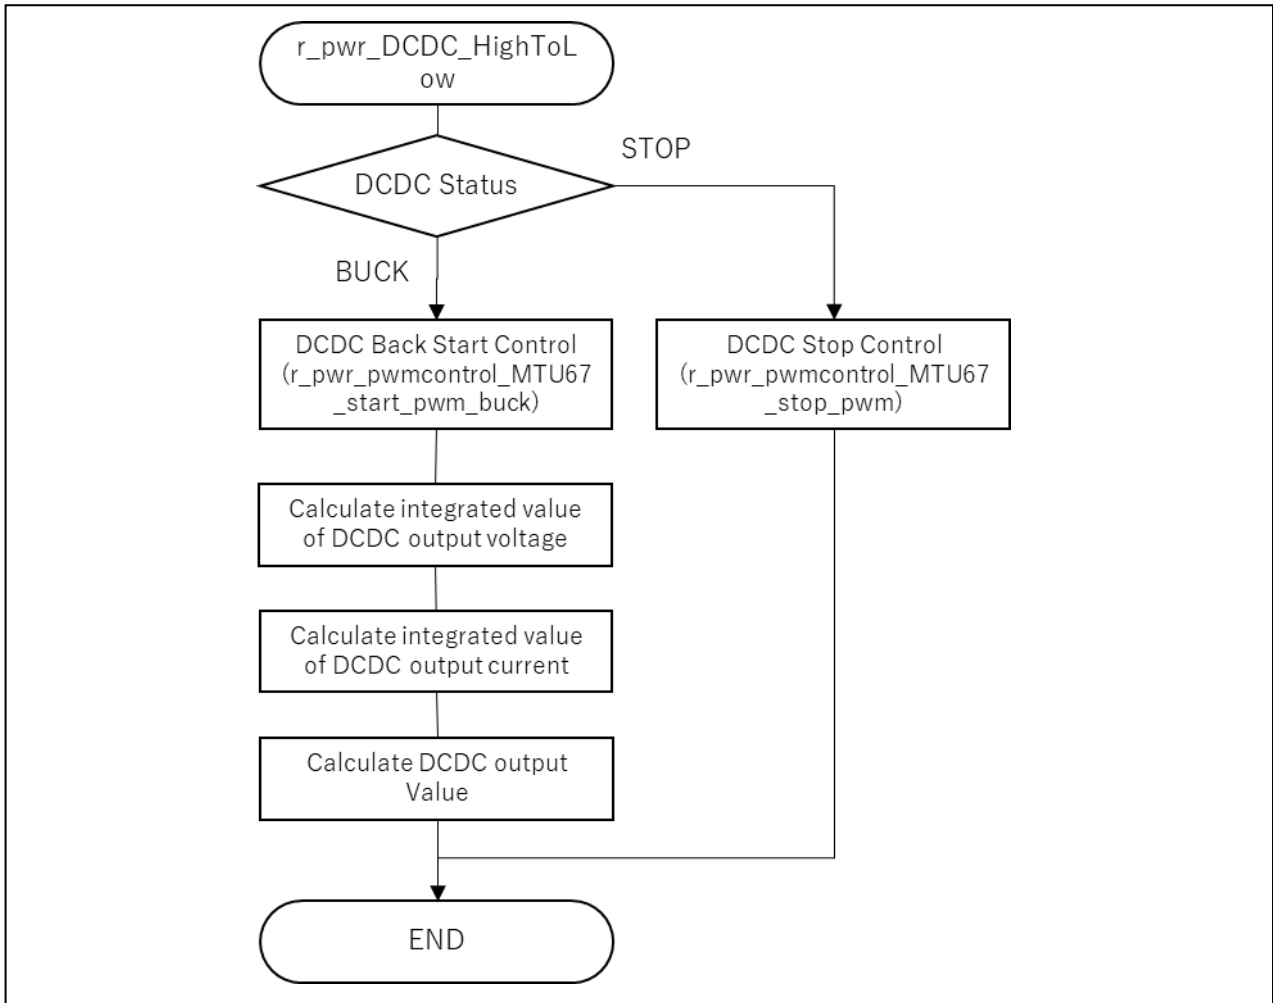 r_pwr_DCDC_HighToL
ow
DCDC Status
STOP
BUCK
DCDC Back Start Control
(r_pwr_pwmcontrol_MTU67
_start_pwm_buck)
DCDC Stop Control
(r_pwr_pwmcontrol_MTU67
_stop_pwm)
Calculate integrated value
of DCDC output voltage
Calculate integrated value
of DCDC output current
Calculate DCDC output
Value
END